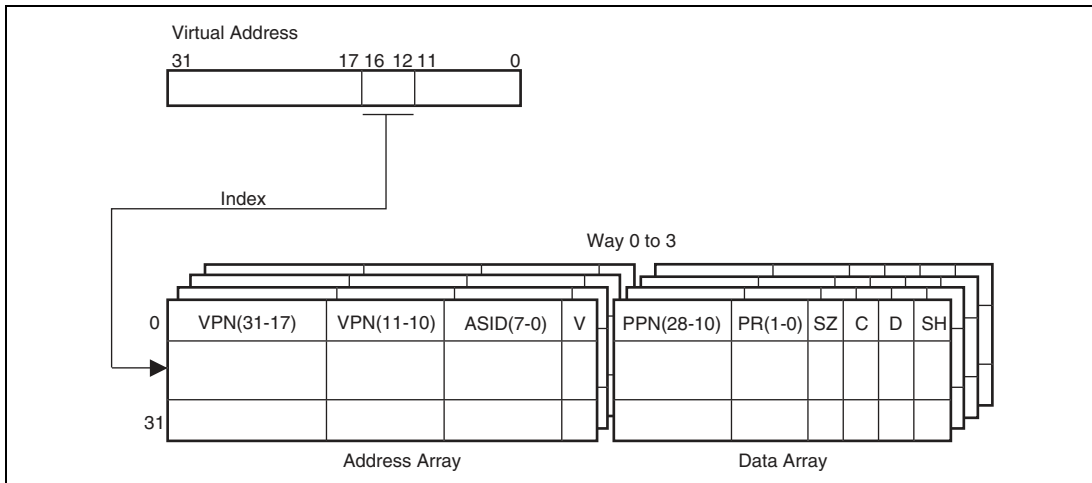 Virtual Address
31 17 16 12 11 0
Index
Way 0 to 3
0 VPN(31-17) VPN(11-10) ASID(7-0) V PPN(28-10) PR(1-0) SZ C D SH
31
Address Array Data Array